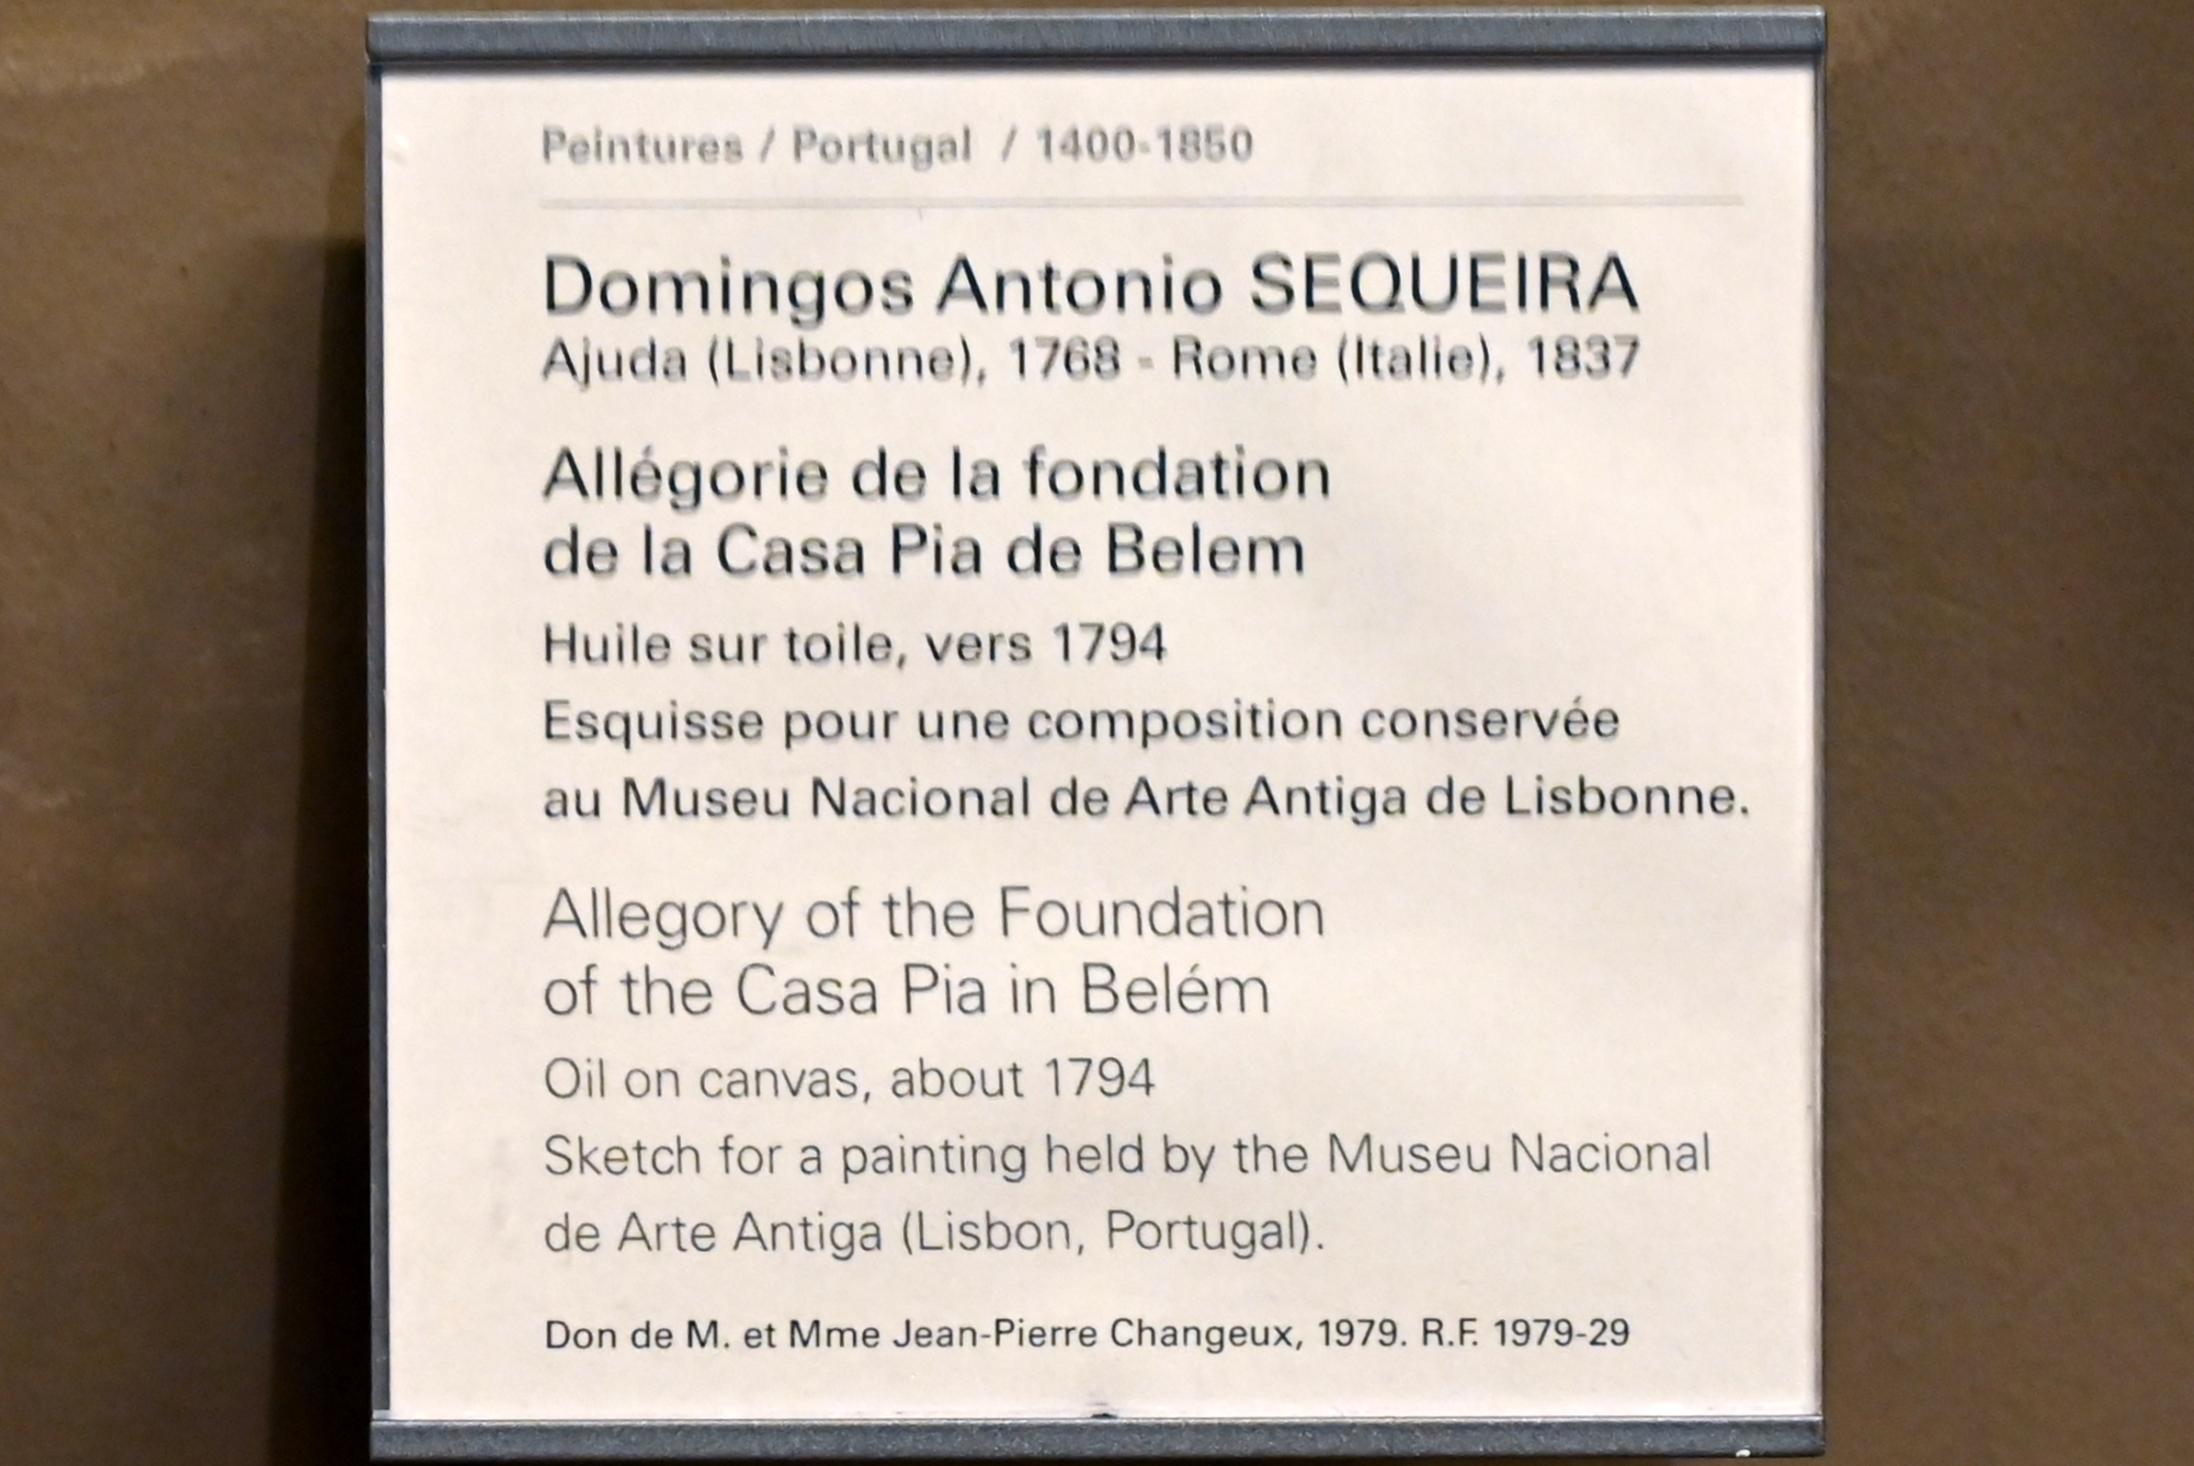 Peintures / Portugal / 1400-1850
Domingos Antonio SEQUEIRA
Ajuda (Lisbonne), 1768 - Rome (Italie), 1837
Allégorie de la fondation
de la Casa Pia de Belem
Huile sur toile, vers 1794
Esquisse pour une composition conservée
au Museu Nacional de Arte Antiga de Lisbonne.
Allegory of the Foundation
of the Casa Pia in Belém
Oil on canvas, about 1794
Sketch for a painting held by the Museu Nacional
de Arte Antiga (Lisbon, Portugal).
Don de M. et Mme Jean-Pierre Changeux, 1979. R.F. 1979-29